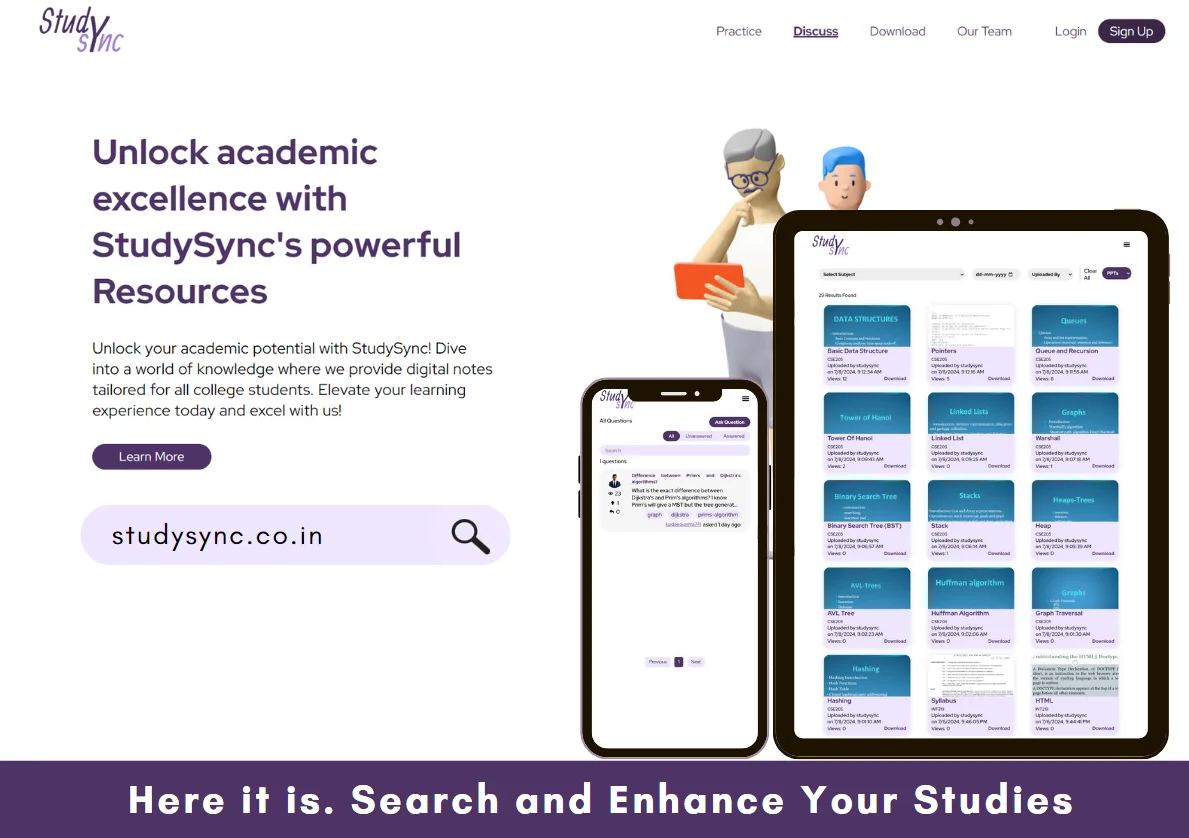 Study
Sync
Practice
Discuss
Download
Our Team
Login
Sign Up
Unlock academic
excellence with
StudySync's powerful
Resources
Unlock your academic potential with StudySync! Dive
into a world of knowledge where we provide digital notes
tailored for all college students. Elevate your learning
experience today and excel with us!
Learn More
studysync.co.in
Study
Sync
All Questions
Ask Question
All
Unanswered
Answered
Search
1 questions
Difference between Prims and Dijkstra's
algorithms?
What is the exact difference between
Dijkstra's and Prim's algorithms? I know
Prim's will give a MST but the tree generat...
23
1
0
graph
dijkstra
prims-algorithm
asked 1 day ago
Previous
1
Next
Study
Sync
Select Subject
dd-mm-yyyy
Uploaded By
Clear
All
PPTs
29 Results Found
DATA STRUCTURES
Basic Data Structure
CSE205
Uploaded by studysync
on 7/8/2024, 9:12:34 AM
Views: 12
Download
Pointers
CSE205
Uploaded by studysync
on 7/8/2024, 9:12:16 AM
Views: 5
Download
Queues
Queue and Recursion
CSE205
Uploaded by studysync
on 7/8/2024, 9:11:55 AM
Views: 8
Download
Tower of Hanoi
Tower Of Hanoi
CSE205
Uploaded by studysync
on 7/8/2024, 9:09:43 AM
Views: 2
Download
Linked Lists
Linked List
CSE205
Uploaded by studysync
on 7/8/2024, 9:09:25 AM
Views: 0
Download
Graphs
Warshall
CSE205
Uploaded by studysync
on 7/8/2024, 9:07:18 AM
Views: 1
Download
Binary Search Tree
Binary Search Tree (BST)
CSE205
Uploaded by studysync
on 7/8/2024, 9:06:57 AM
Views: 0
Download
Stacks
Stack
CSE205
Uploaded by studysync
on 7/8/2024, 9:06:14 AM
Views: 1
Download
Heaps-Trees
Heap
CSE205
Uploaded by studysync
on 7/8/2024, 9:05:39 AM
Views: 0
Download
AVL-Trees
AVL Tree
CSE205
Uploaded by studysync
on 7/8/2024, 9:02:23 AM
Views: 0
Download
Huffman algorithm
Huffman Algorithm
CSE205
Uploaded by studysync
on 7/8/2024, 9:02:06 AM
Views: 0
Download
Graphs
Graph Traversal
CSE205
Uploaded by studysync
on 7/8/2024, 9:01:30 AM
Views: 0
Download
Hashing
- Hashing Introduction
- Hash Functions
- Hash Table
Hashing
CSE205
Uploaded by studysync
on 7/8/2024, 9:01:10 AM
Views: 0
Download
Syllabus
INT219
Uploaded by studysync
on 7/5/2024, 9:46:05 PM
Views: 0
Download
HTML
Uploaded by studysync
on 7/5/2024, 9:44:41 PM
Views: 0
Download
Here it is. Search and Enhance Your Studies